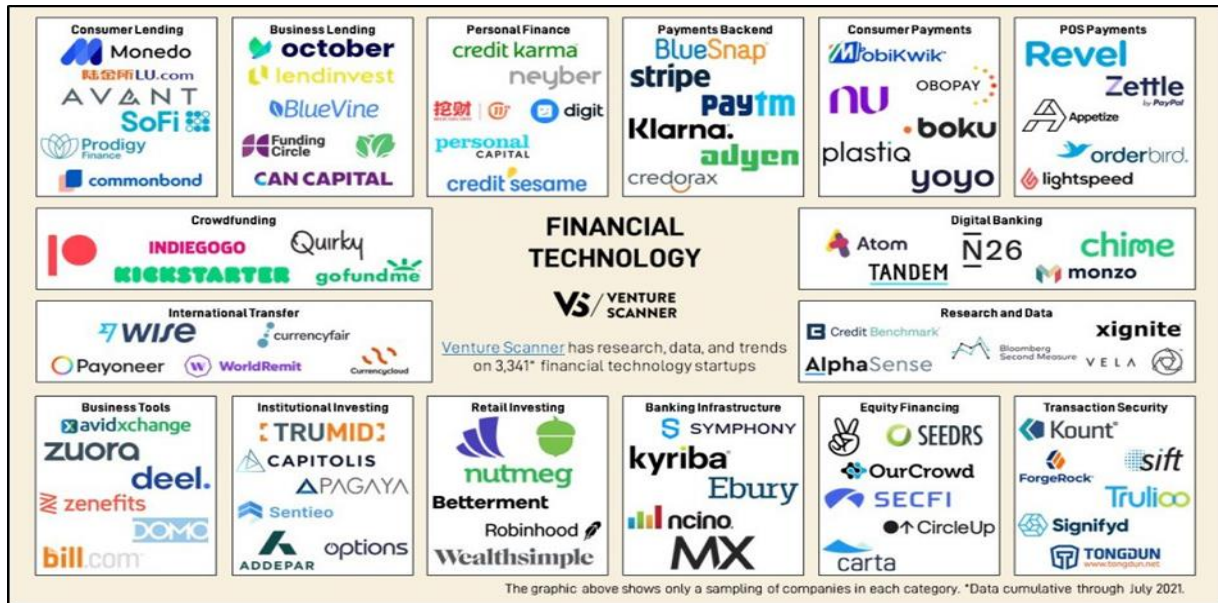 Consumer Lending
Monedo
陆金所LU.com
AVANT
SoFi
Prodigy
Finance
commonbond
Business Lending
october
lendinvest
BlueVine
Funding
Circle
CAN CAPITAL
Personal Finance
credit karma
neyber
挖财
digit
personal
CAPITAL
credit sesame
Payments Backend
BlueSnap
stripe
paytm
Klarna.
adyen
credorax
Consumer Payments
MobiKwik
nu
OBOPAY
boku
plastiq
yoyo
POS Payments
Revel
Zettle
by PayPal
Appetize
orderbird.
lightspeed
Crowdfunding
INDIEGOGO
Quirky
KICKSTARTER
gofundme
FINANCIAL
TECHNOLOGY
VS/ VENTURE
SCANNER
Venture Scanner has research, data, and trends
on 3,341* financial technology startups
Digital Banking
Atom
N26
chime
TANDEM
monzo
International Transfer
WISE
currencyfair
Payoneer
WorldRemit
Currencycloud
Research and Data
Credit Benchmark
Bloomberg
Second Measure
xignite
AlphaSense
VELA
Business Tools
avidxchange
zuora
deel.
zenefits
DOMO
bill.com
Institutional Investing
TRUMID
CAPITOLIS
PAGAYA
Sentieo
ADDEPAR
options
Retail Investing
nutmeg
Betterment
Robinhood
Wealthsimple
Banking Infrastructure
SYMPHONY
kyriba
Ebury
ncino.
MX
Equity Financing
SEEDRS
OurCrowd
SECFI
CircleUp
carta
Transaction Security
Kount
sift
ForgeRock
Trulioo
Signifyd
TONGDUN
www.tongdun.net
The graphic above shows only a sampling of companies in each category. *Data cumulative through July 2021.